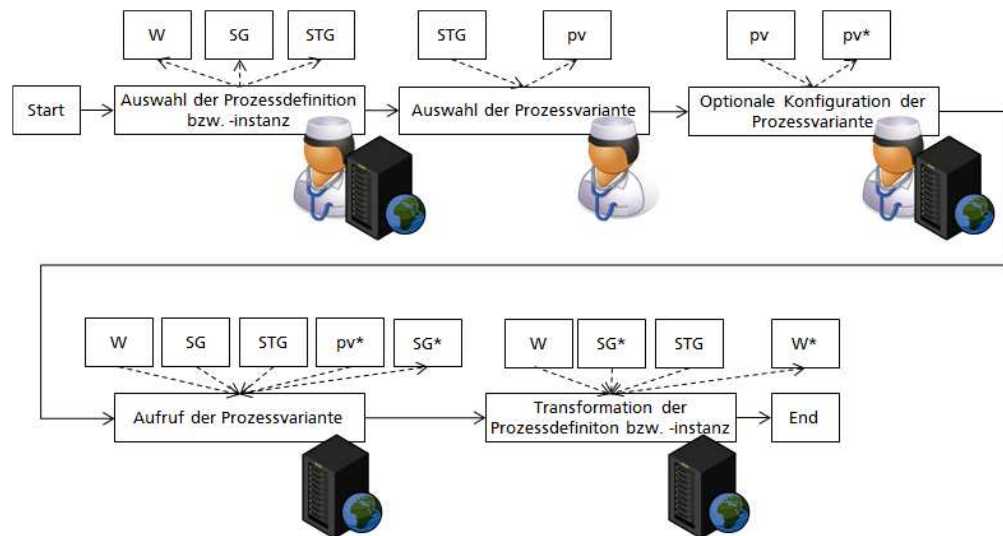 W
SG
STG
STG
pv
pv
pv*
Start
Auswahl der Prozessdefinition
bzw. -instanz
Auswahl der Prozessvariante
Optionale Konfiguration der
Prozessvariante
W
SG
STG
pv*
SG*
W
SG*
STG
W*
Aufruf der Prozessvariante
Transformation der
Prozessdefiniton bzw. -instanz
End